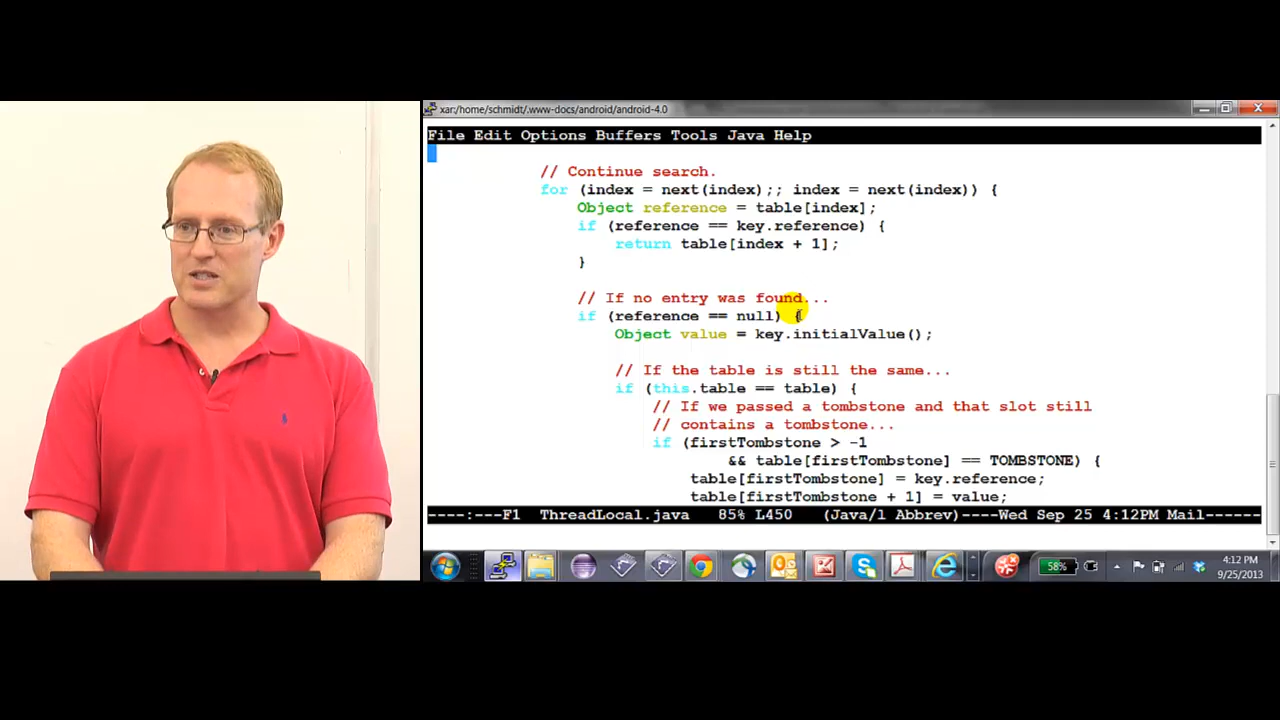 xar:/home/schmidt/.www-docs/android/android-4.0
File Edit Options Buffers Tools Java Help
// Continue search.
for (index = next(index);; index = next(index)) {
Object reference = table[index];
if (reference == key.reference) {
return table[index + 1];
}
// If no entry was found...
if (reference == null) {
Object value = key.initialValue();
// If the table is still the same...
if (this.table == table) {
// If we passed a tombstone and that slot still
// contains a tombstone...
if (firstTombstone > -1
&& table[firstTombstone] == TOMBSTONE) {
table[firstTombstone] = key.reference;
table[firstTombstone + 1] = value;
----:---F1 ThreadLocal.java 85% L450 (Java/l Abbrev)----Wed Sep 25 4:12PM Mail------
58%
4:12 PM
9/25/2013